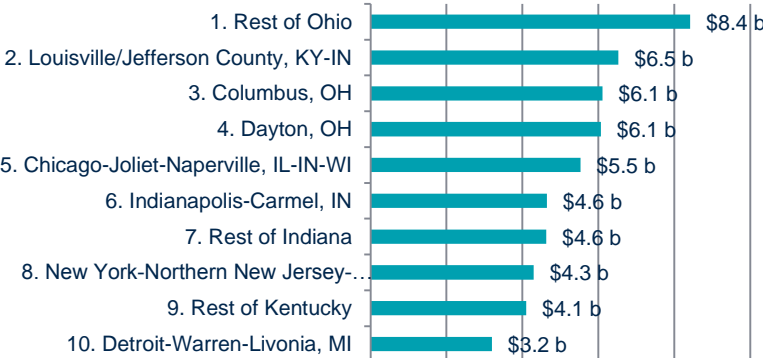 1. Rest of Ohio $8.4 b
2. Louisville/Jefferson County, KY-IN $6.5 b
3. Columbus, OH $6.1 b
4. Dayton, OH $6.1 b
5. Chicago-Joliet-Naperville, IL-IN-WI $5.5 b
6. Indianapolis-Carmel, IN $4.6 b
7. Rest of Indiana $4.6 b
8. New York-Northern New Jersey-… $4.3 b
9. Rest of Kentucky $4.1 b
10. Detroit-Warren-Livonia, MI $3.2 b